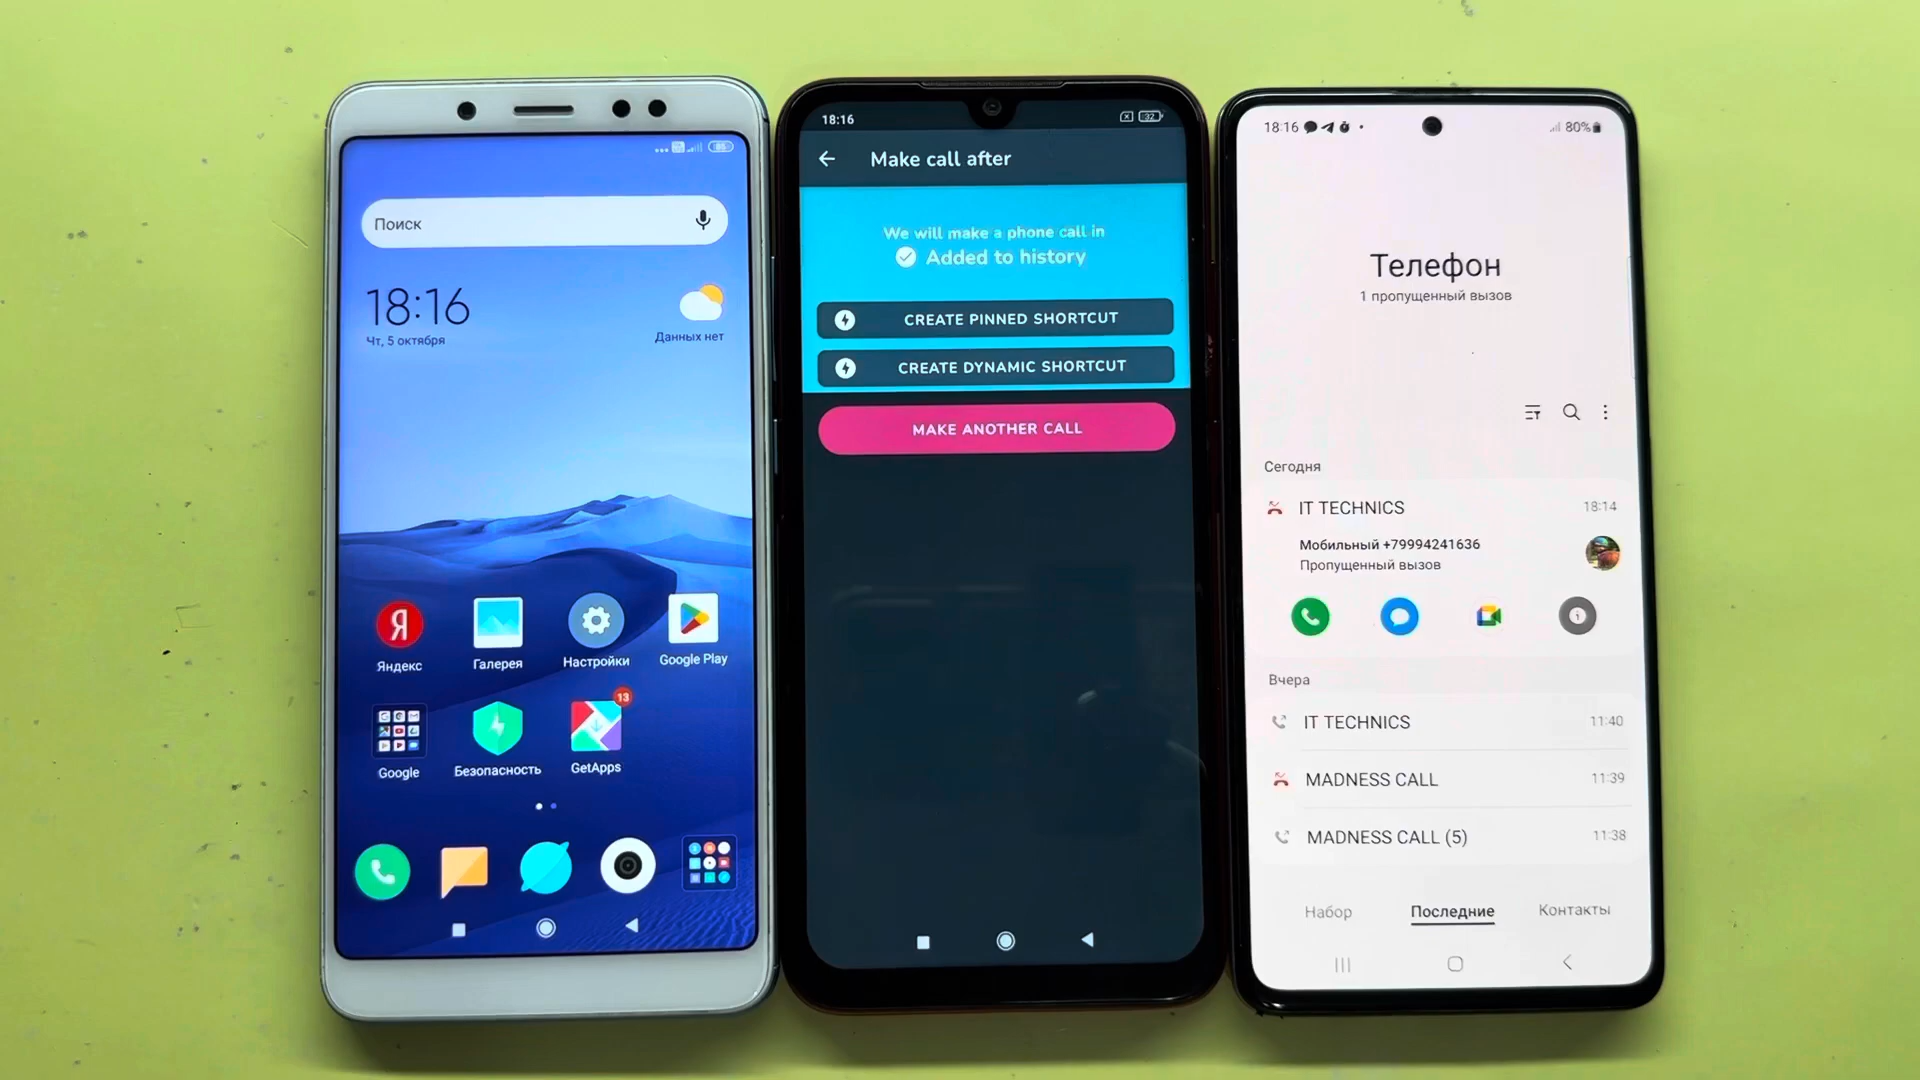 Поиск
18:16
Чт, 5 октября
Данных нет
Яндекс
Галерея
Настройки
Google Play
13
Google
Безопасность
GetApps
18:16
32
Make call after
We will make a phone call in
Added to history
CREATE PINNED SHORTCUT
CREATE DYNAMIC SHORTCUT
MAKE ANOTHER CALL
18:16
80%
Телефон
1 пропущенный вызов
Сегодня
IT TECHNICS 18:14
Мобильный +79994241636
Пропущенный вызов
Вчера
IT TECHNICS 11:40
MADNESS CALL 11:39
MADNESS CALL (5) 11:38
Набор Последние Контакты